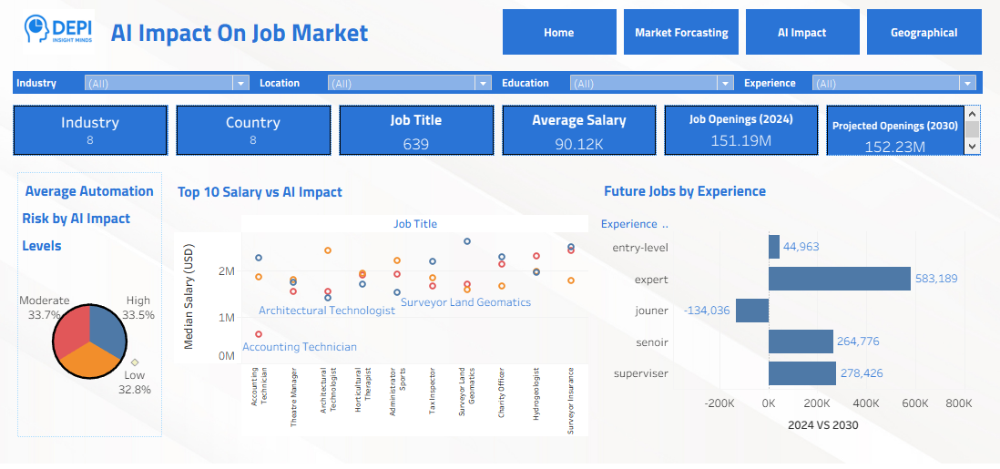 DEPI
INSIGHT MINDS
AI Impact On Job Market
Home
Market Forcasting
AI Impact
Geographical
Industry
(All)
Location
(All)
Education
(All)
Experience
(All)
Industry
8
Country
8
Job Title
639
Average Salary
90.12K
Job Openings (2024)
151.19M
Projected Openings (2030)
152.23M
Average Automation
Risk by AI Impact
Levels
Moderate
33.7%
High
33.5%
Low
32.8%
Top 10 Salary vs AI Impact
Job Title
Median Salary (USD)
2M
1M
0M
Surveyor Land Geomatics
Architectural Technologist
Accounting Technician
Accounting
Technician
Theatre Manager
Architectural
Technologist
Horticultural
Therapist
Administrator
Sports
Tax Inspector
Surveyor Land
Geomatics
Charity Officer
Hydrogeologist
Surveyor Insurance
Future Jobs by Experience
Experience ..
entry-level
44,963
expert
583,189
jouner
-134,036
senoir
264,776
superviser
278,426
-200K
0K
200K
400K
600K
800K
2024 VS 2030